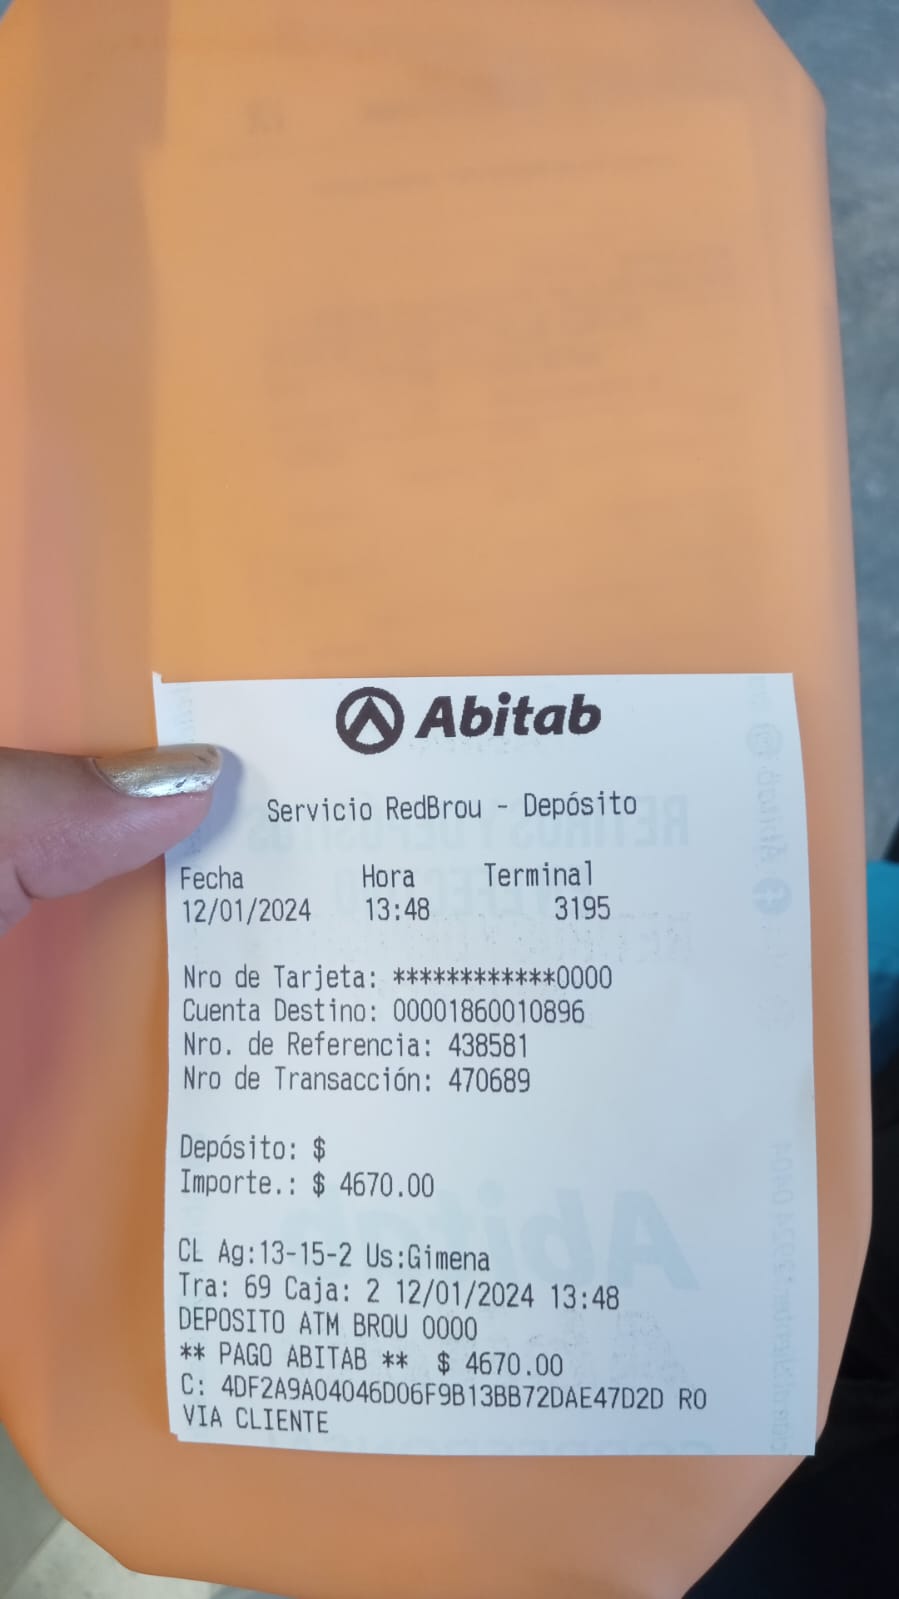 Abitab
Servicio RedBrou - Depósito
Fecha Hora Terminal
12/01/2024 13:48 3195
Nro de Tarjeta: ************0000
Cuenta Destino: 00001860010896
Nro. de Referencia: 438581
Nro de Transacción: 470689
Depósito: $
Importe.: $ 4670.00
CL Ag:13-15-2 Us:Gimena
Tra: 69 Caja: 2 12/01/2024 13:48
DEPOSITO ATM BROU 0000
** PAGO ABITAB ** $ 4670.00
C: 4DF2A9A04046D06F9B13BB72DAE47D2D RO
VIA CLIENTE